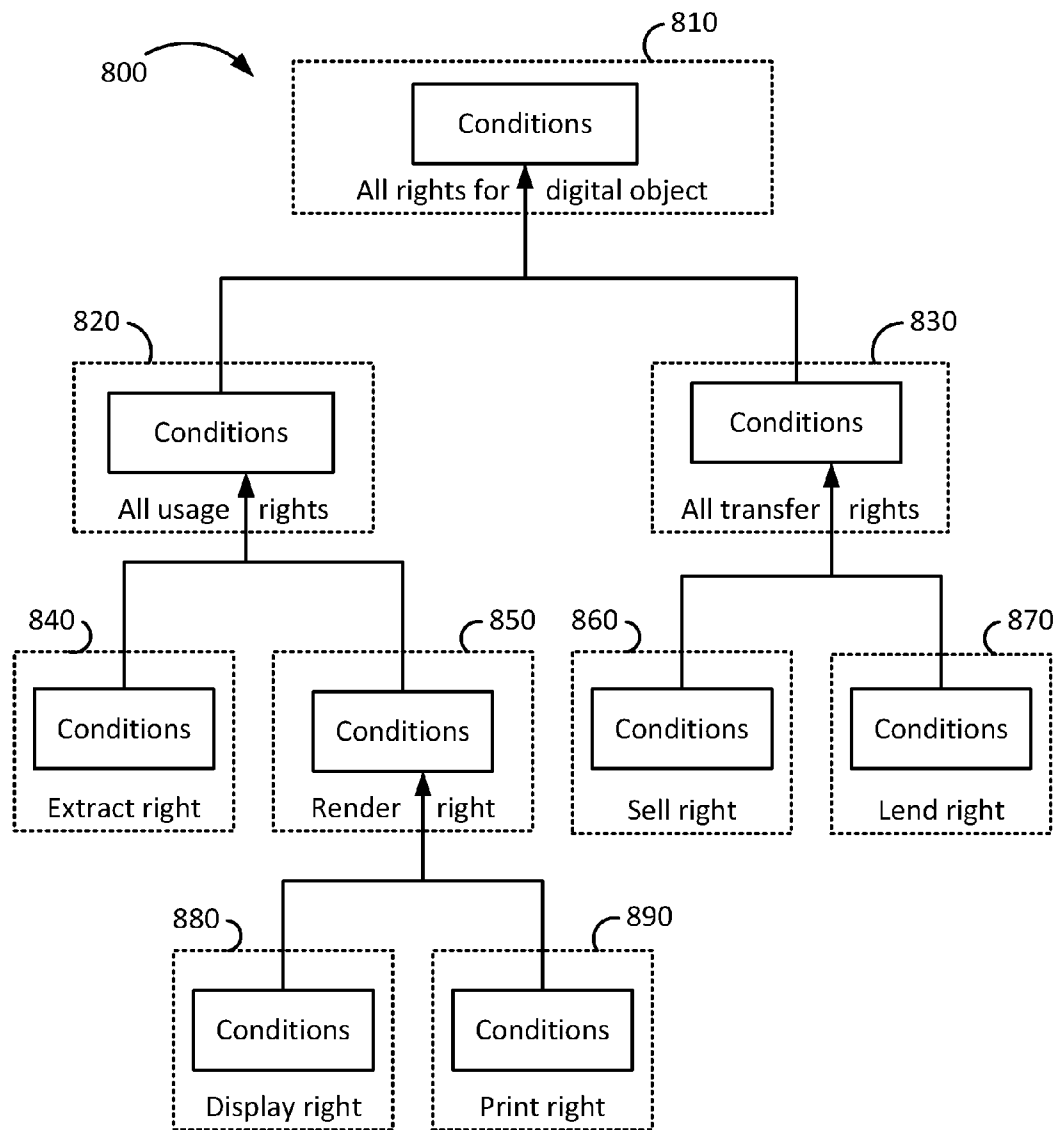 810
800
Conditions
All rights for digital object
820
830
Conditions
Conditions
All usage rights
All transfer rights
840
850
860
870
Conditions
Conditions
Conditions
Conditions
Extract right
Render right
Sell right
Lend right
880
890
Conditions
Conditions
Display right
Print right